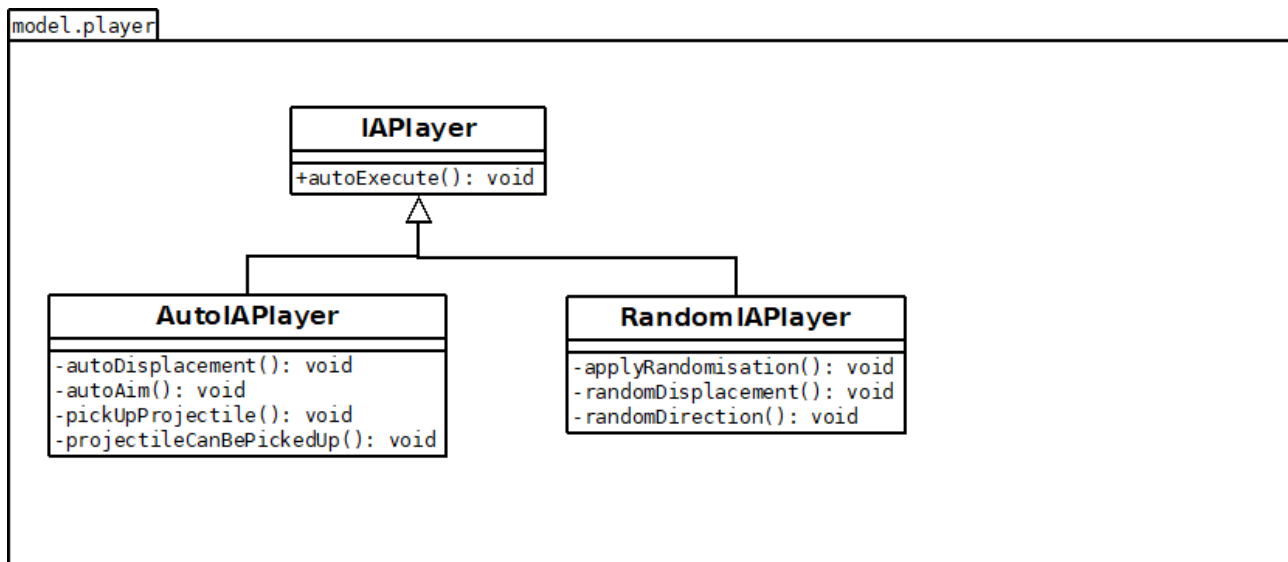 model.player
IAPlayer
+autoExecute(): void
AutoIAPlayer
-autoDisplacement(): void
-autoAim(): void
-pickUpProjectile(): void
-projectileCanBePickedUp(): void
RandomIAPlayer
-applyRandomisation(): void
-randomDisplacement(): void
-randomDirection(): void